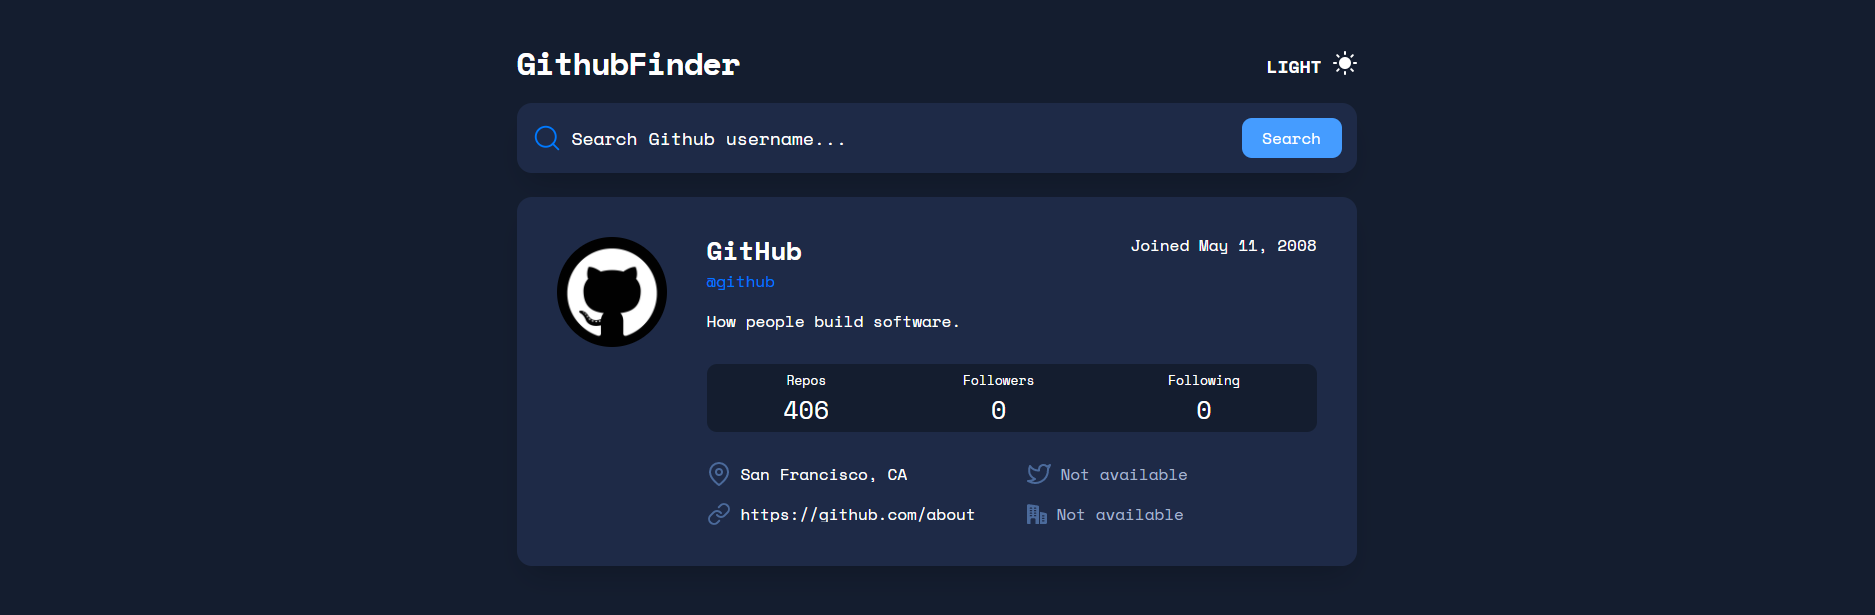 GithubFinder
LIGHT
Search Github username...
Search
GitHub
Joined May 11, 2008
@github
How people build software.
Repos Followers Following
406 0 0
San Francisco, CA
Not available
https://github.com/about
Not available